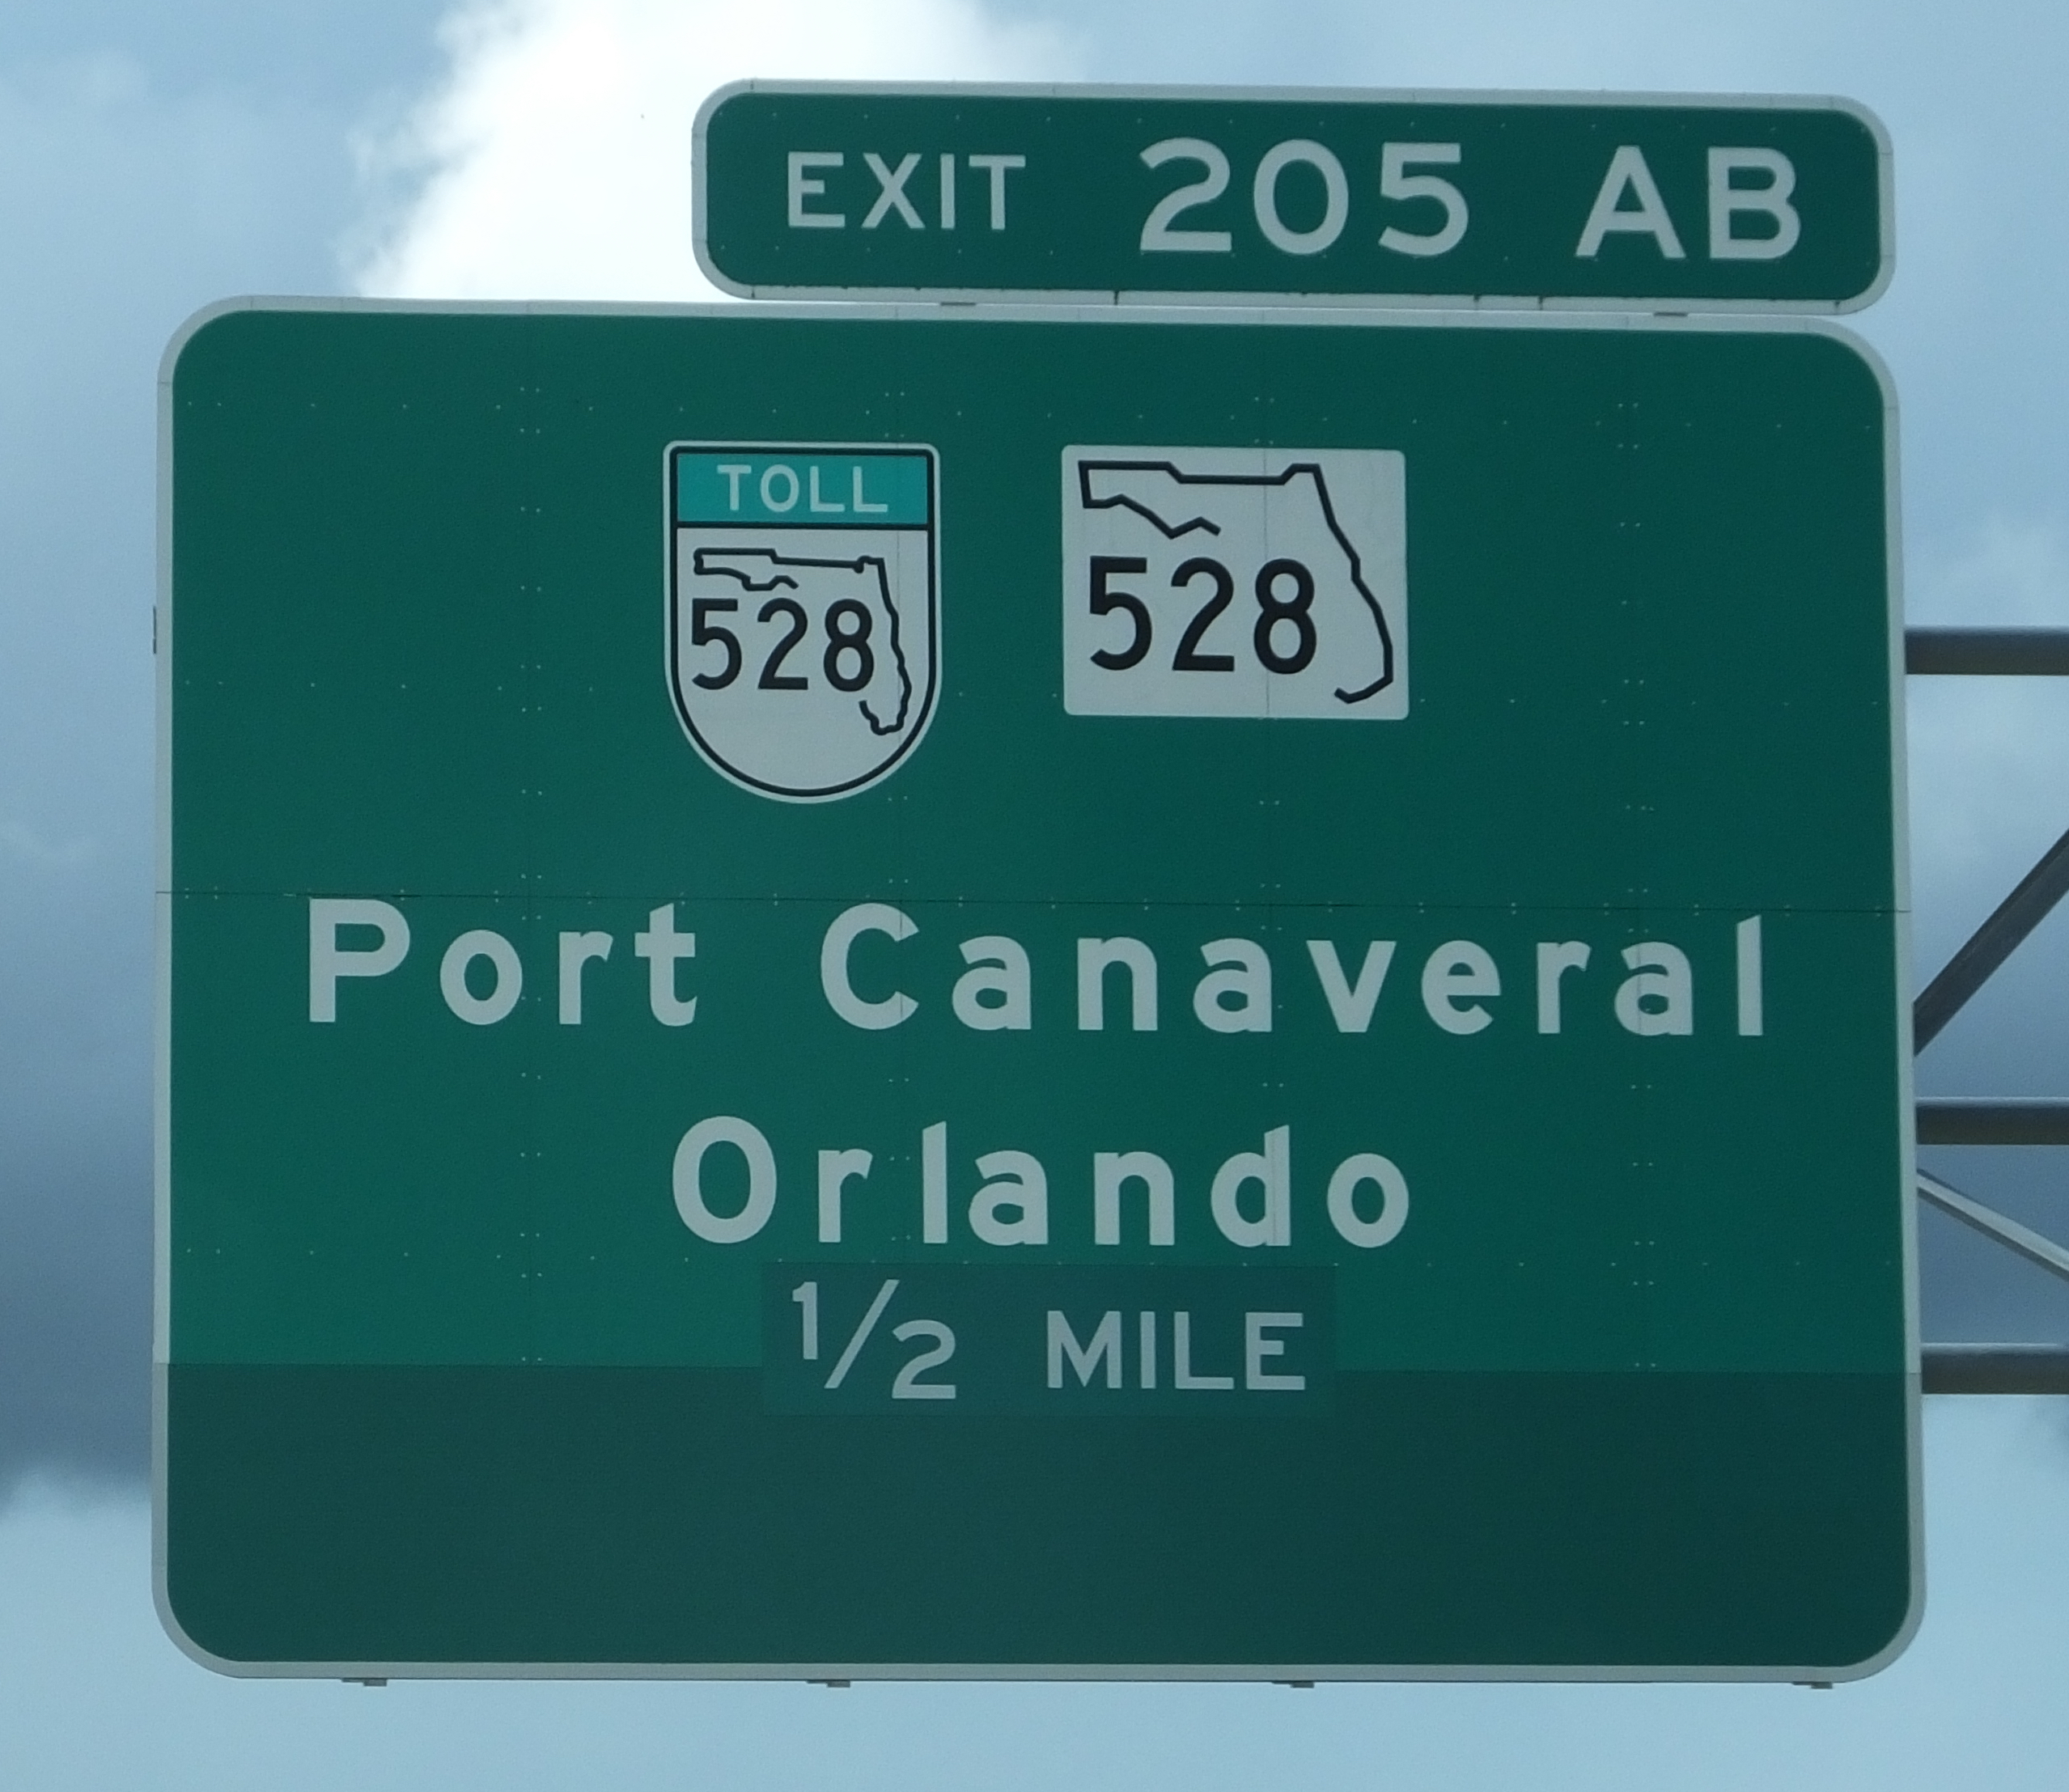 EXIT 205 AB
TOLL
528
528
Port Canaveral
Orlando
1/2 MILE